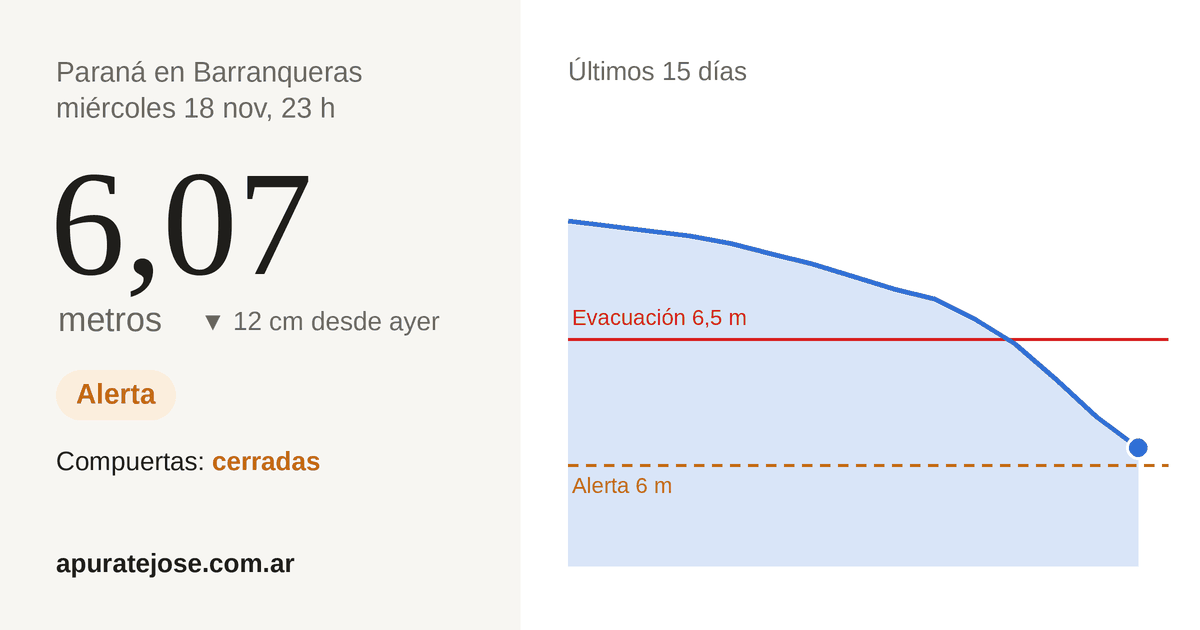 Paraná en Barranqueras
miércoles 18 nov, 23 h
6,07
metros ▼ 12 cm desde ayer
Alerta
Compuertas: cerradas
apuratejose.com.ar
Últimos 15 días
Evacuación 6,5 m
Alerta 6 m